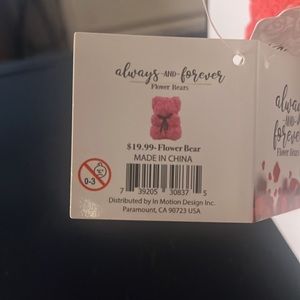 always AND forever
Flower Bears
$19.99-Flower Bear
MADE IN CHINA
0-3
7 39205 30837 5
Distributed by In Motion Design Inc.
Paramount, CA 90723 USA
always
AND
forever
Flower Bears